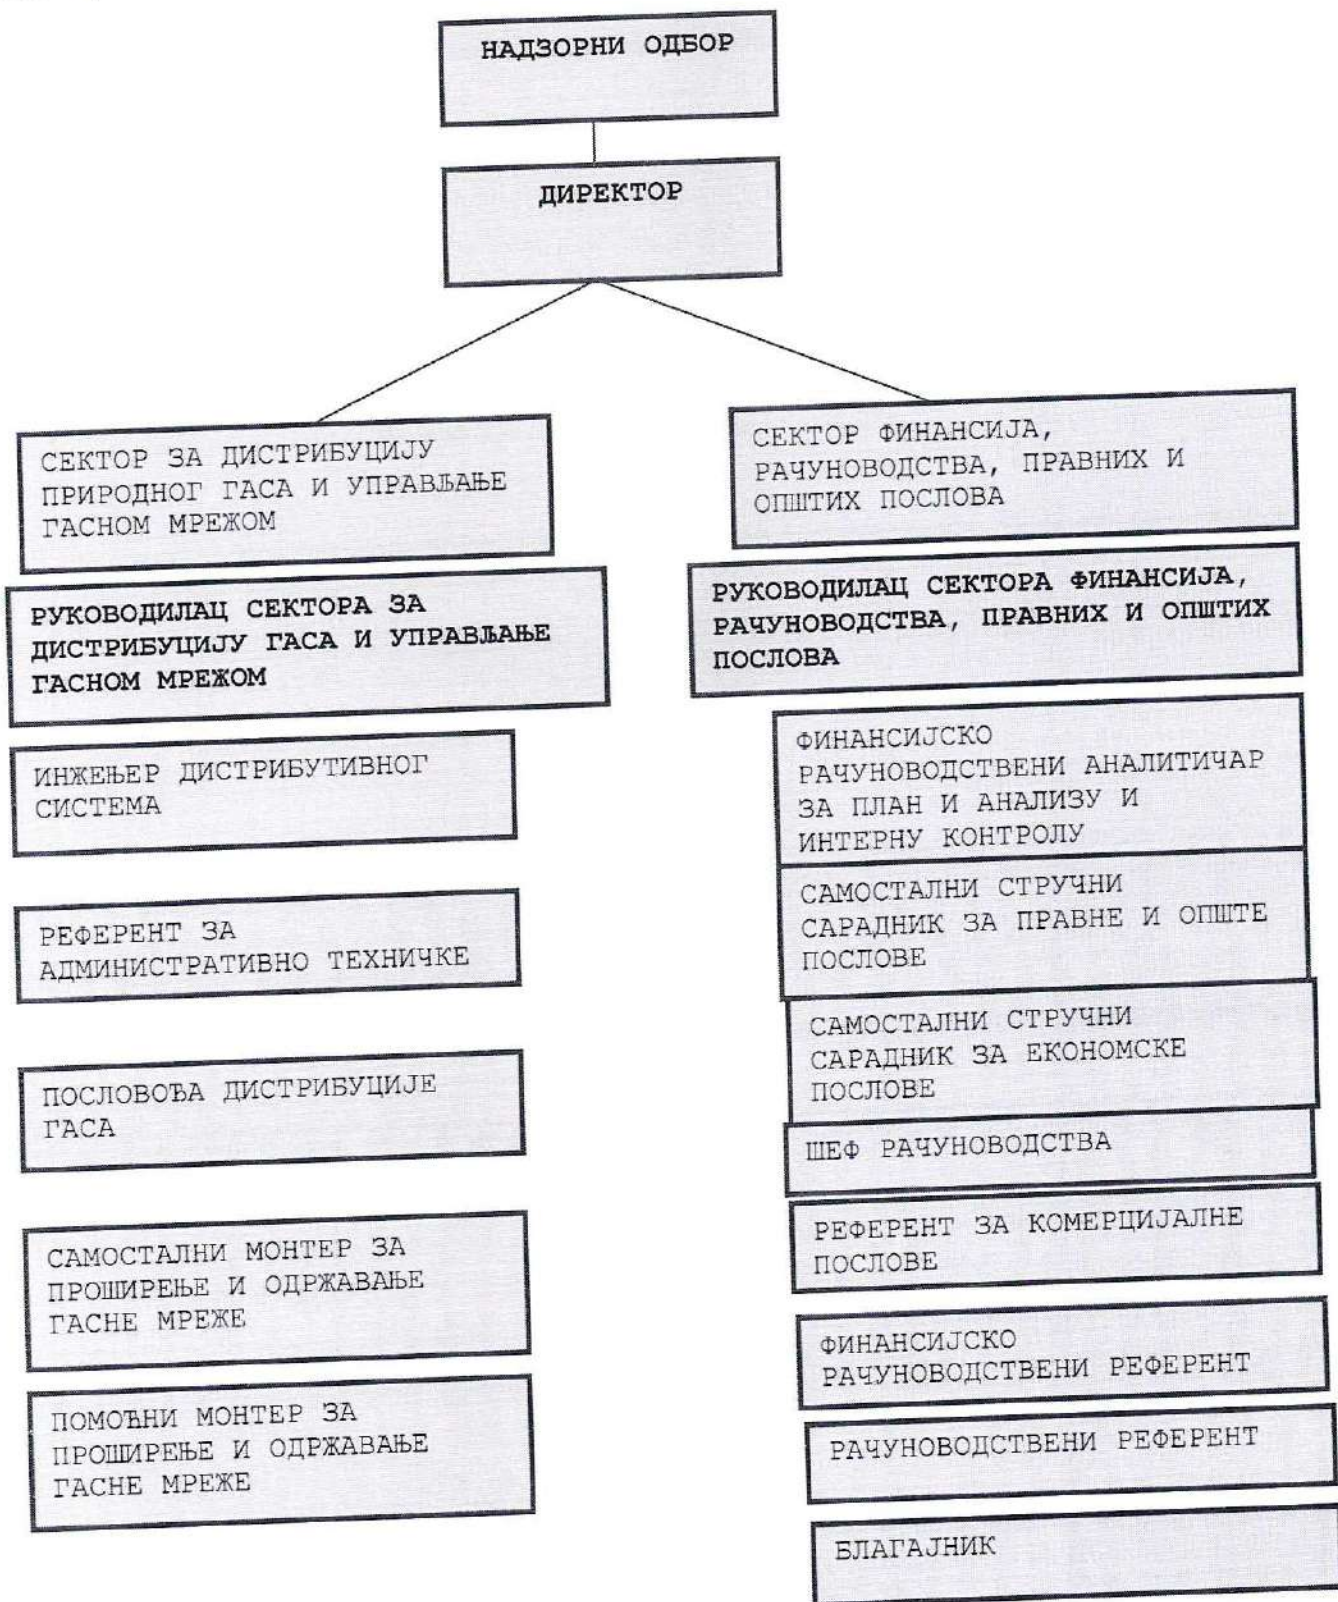 НАДЗОРНИ ОДБОР
ДИРЕКТОР
СЕКТОР ЗА ДИСТРИБУЦИЈУ
ПРИРОДНОГ ГАСА И УПРАВЉАЊЕ
ГАСНОМ МРЕЖОМ
РУКОВОДИЛАЦ СЕКТОРА ЗА
ДИСТРИБУЦИЈУ ГАСА И УПРАВЉАЊЕ
ГАСНОМ МРЕЖОМ
ИНЖЕЊЕР ДИСТРИБУТИВНОГ
СИСТЕМА
РЕФЕРЕНТ ЗА
АДМИНИСТРАТИВНО ТЕХНИЧКЕ
ПОСЛОВОЂА ДИСТРИБУЦИЈЕ
ГАСА
САМОСТАЛНИ МОНТЕР ЗА
ПРОШИРЕЊЕ И ОДРЖАВАЊЕ
ГАСНЕ МРЕЖЕ
ПОМОЋНИ МОНТЕР ЗА
ПРОШИРЕЊЕ И ОДРЖАВАЊЕ
ГАСНЕ МРЕЖЕ
СЕКТОР ФИНАНСИЈА,
РАЧУНОВОДСТВА, ПРАВНИХ И
ОПШТИХ ПОСЛОВА
РУКОВОДИЛАЦ СЕКТОРА ФИНАНСИЈА,
РАЧУНОВОДСТВА, ПРАВНИХ И ОПШТИХ
ПОСЛОВА
ФИНАНСИЈСКО
РАЧУНОВОДСТВЕНИ АНАЛИТИЧАР
ЗА ПЛАН И АНАЛИЗУ И
ИНТЕРНУ КОНТРОЛУ
САМОСТАЛНИ СТРУЧНИ
САРАДНИК ЗА ПРАВНЕ И ОПШТЕ
ПОСЛОВЕ
САМОСТАЛНИ СТРУЧНИ
САРАДНИК ЗА ЕКОНОМСКЕ
ПОСЛОВЕ
ШЕФ РАЧУНОВОДСТВА
РЕФЕРЕНТ ЗА КОМЕРЦИЈАЛНЕ
ПОСЛОВЕ
ФИНАНСИЈСКО
РАЧУНОВОДСТВЕНИ РЕФЕРЕНТ
РАЧУНОВОДСТВЕНИ РЕФЕРЕНТ
БЛАГАЈНИК